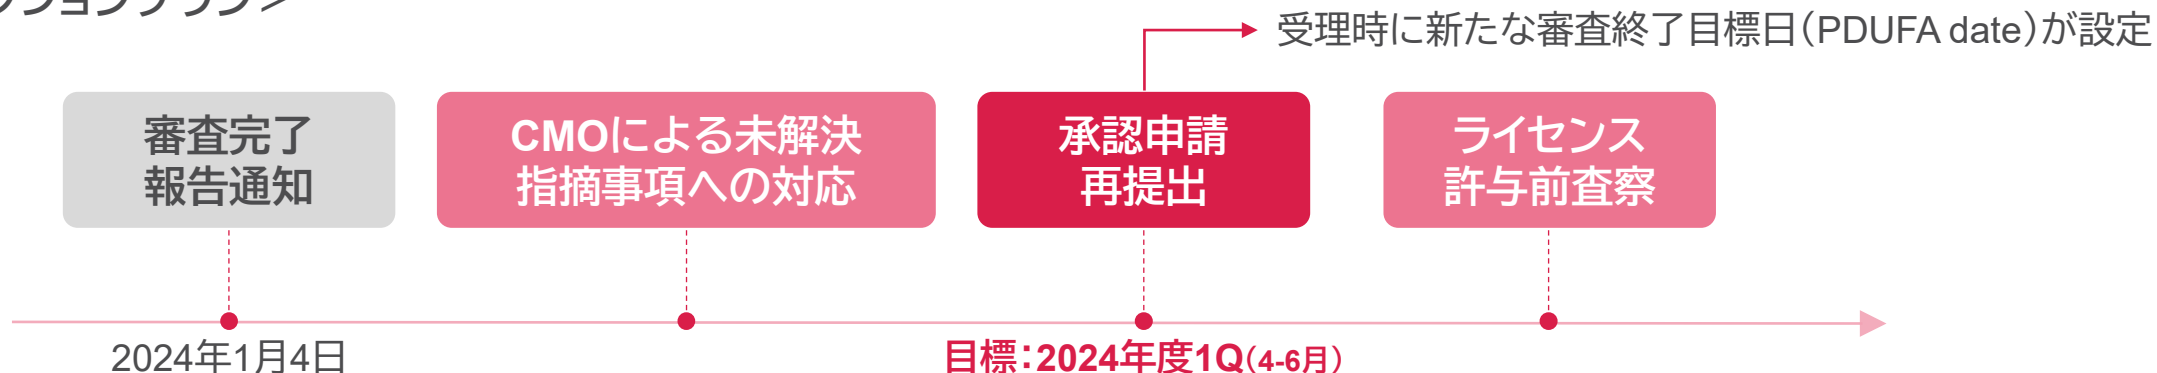 受理時に新たな審査終了目標日（PDUFA date）が設定
審査完了
報告通知
CMOによる未解決
指摘事項への対応
承認申請
再提出
ライセンス
許与前査察
2024年1月4日
目標：2024年度1Q（4-6月）